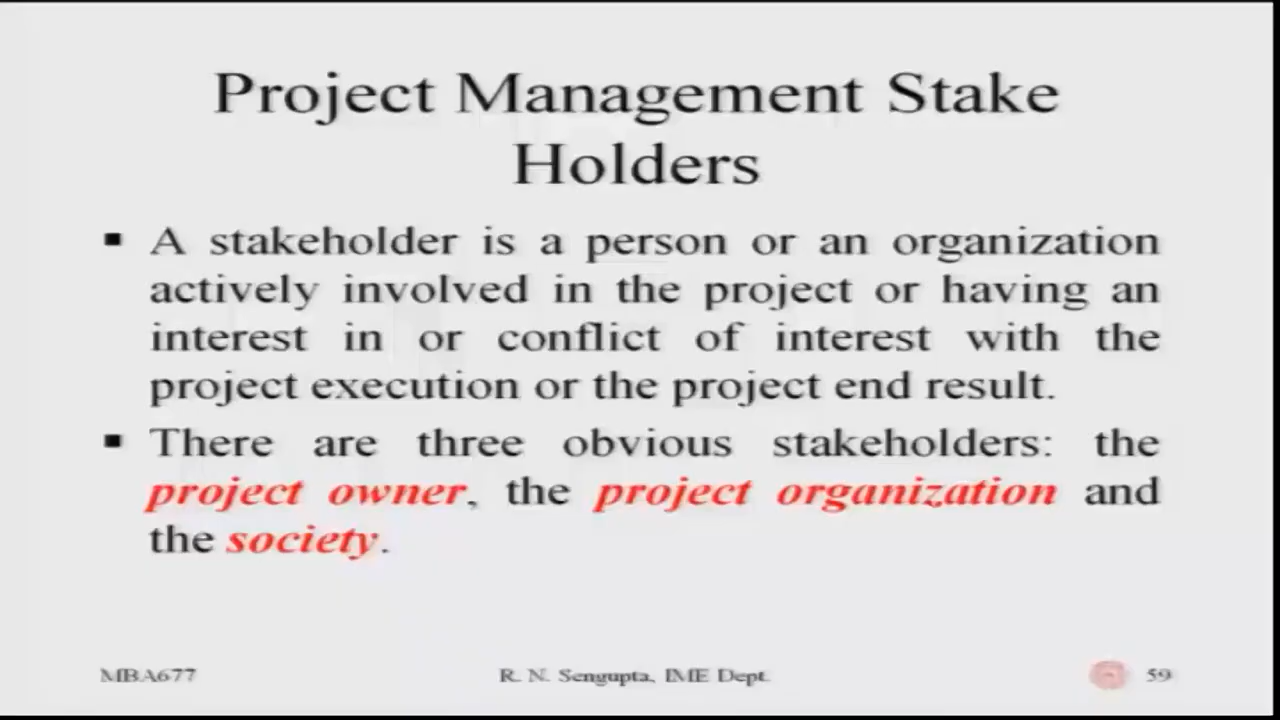 Project Management Stake
Holders
▪ A stakeholder is a person or an organization
actively involved in the project or having an
interest in or conflict of interest with the
project execution or the project end result.
▪ There are three obvious stakeholders: the
project owner, the project organization and
the society.
MBA677 R. N. Sengupta, IME Dept. 59